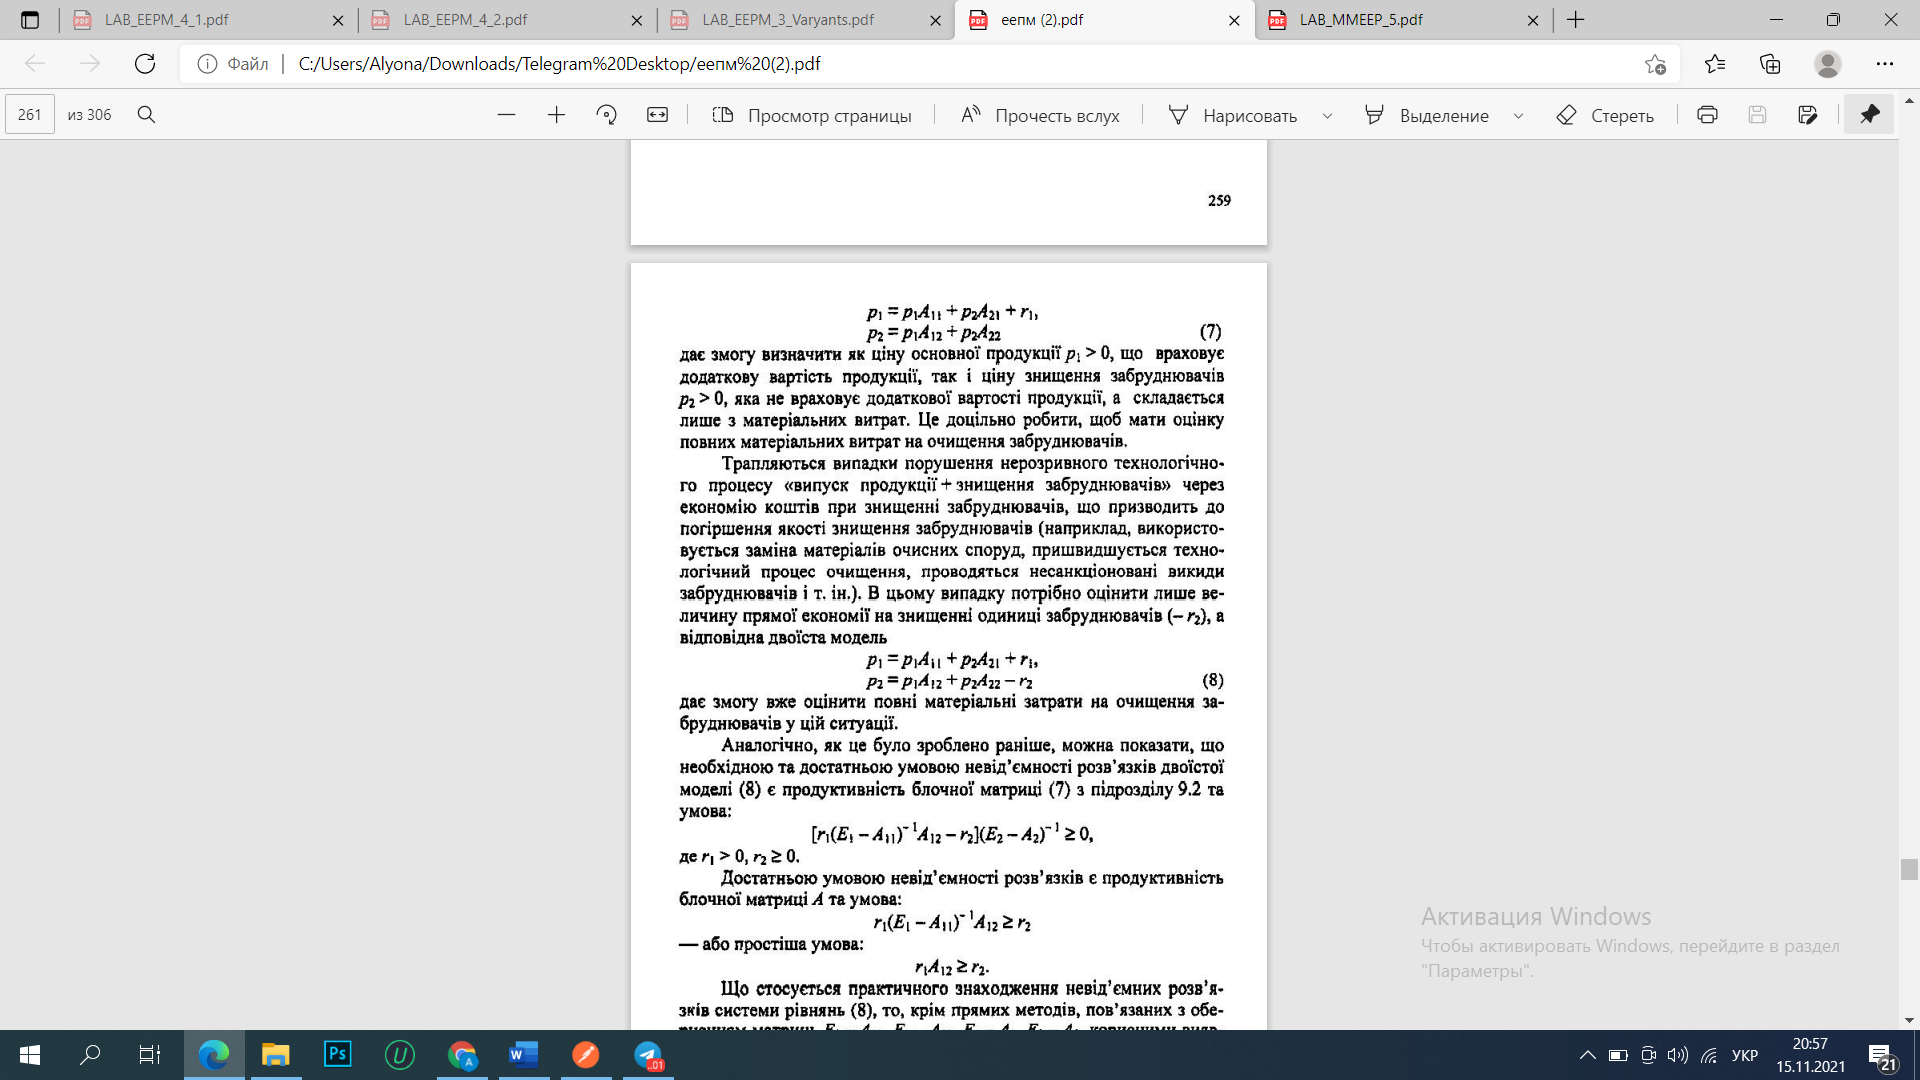 LAB_EEPM_4_1.pdf
LAB_EEPM_4_2.pdf
LAB_EEPM_3_Varyants.pdf
еепм (2).pdf
LAB_MMEEP_5.pdf
Файл
C:/Users/Alyona/Downloads/Telegram%20Desktop/еепм%20(2).pdf
261
из 306
Просмотр страницы
Прочесть вслух
Нарисовать
Выделение
Стереть
259
p₁ = p₁A₁₁ + p₂A₂₁ + r₁,
p₂ = p₁A₁₂ + p₂A₂₂ (7)
дає змогу визначити як ціну основної продукції p₁ > 0, що враховує
додаткову вартість продукції, так і ціну знищення забруднювачів
p₂ > 0, яка не враховує додаткової вартості продукції, а складається
лише з матеріальних витрат. Це доцільно робити, щоб мати оцінку
повних матеріальних витрат на очищення забруднювачів.
Трапляються випадки порушення нерозривного технологічно-
го процесу «випуск продукції + знищення забруднювачів» через
економію коштів при знищенні забруднювачів, що призводить до
погіршення якості знищення забруднювачів (наприклад, використо-
вується заміна матеріалів очисних споруд, пришвидшується техно-
логічний процес очищення, проводяться несанкціоновані викиди
забруднювачів і т. ін.). В цьому випадку потрібно оцінити лише ве-
личину прямої економії на знищенні одиниці забруднювачів (– r₂), а
відповідна двоїста модель
p₁ = p₁A₁₁ + p₂A₂₁ + r₁,
p₂ = p₁A₁₂ + p₂A₂₂ – r₂ (8)
дає змогу вже оцінити повні матеріальні затрати на очищення за-
бруднювачів у цій ситуації.
Аналогічно, як це було зроблено раніше, можна показати, що
необхідною та достатньою умовою невід’ємності розв’язків двоїстої
моделі (8) є продуктивність блочної матриці (7) з підрозділу 9.2 та
умова:
[r₁(E₁ – A₁₁)⁻¹A₁₂ – r₂](E₂ – A₂)⁻¹ ≥ 0,
де r₁ > 0, r₂ ≥ 0.
Достатньою умовою невід’ємності розв’язків є продуктивність
блочної матриці A та умова:
r₁(E₁ – A₁₁)⁻¹A₁₂ ≥ r₂
— або простіша умова:
r₁A₁₂ ≥ r₂.
Що стосується практичного знаходження невід’ємних розв’я-
зків системи рівнянь (8), то, крім прямих методів, пов’язаних з обе-
Активация Windows
Чтобы активировать Windows, перейдите в раздел
"Параметры".
Ps
U
A
W
01
УКР
20:57
15.11.2021
21